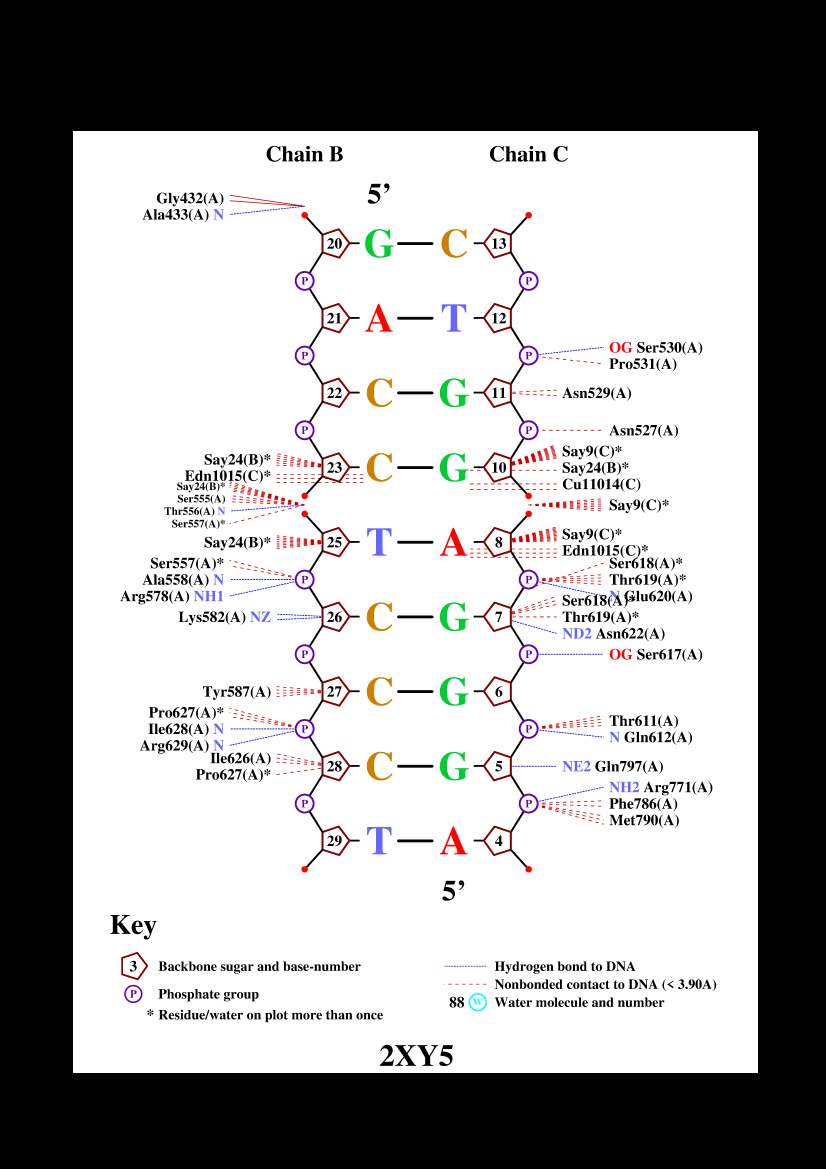 Chain B Chain C
5’
Gly432(A)
Ala433(A) N
20 G C 13
P P
21 A T 12
OG Ser530(A)
P P
Pro531(A)
22 C G 11 Asn529(A)
P P Asn527(A)
Say9(C)*
Say24(B)*
23 C G 10 Say24(B)*
Edn1015(C)*
Cu11014(C)
Say24(B)*
Ser555(A)
Say9(C)*
Thr556(A) N
Ser557(A)*
Say9(C)*
Say24(B)* 25 T A 8
Edn1015(C)*
Ser557(A)*
Ser618(A)*
Ala558(A) N P P Thr619(A)*
Arg578(A) NH1
N Glu620(A)
Ser618(A)*
Lys582(A) NZ 26 C G 7 Thr619(A)*
ND2 Asn622(A)
P P OG Ser617(A)
Tyr587(A) 27 C G 6
Pro627(A)*
Thr611(A)
Ile628(A) N P P
N Gln612(A)
Arg629(A) N
Ile626(A)
28 C G 5 NE2 Gln797(A)
Pro627(A)*
NH2 Arg771(A)
P P Phe786(A)
Met790(A)
29 T A 4
5’
Key
3 Backbone sugar and base-number
P Phosphate group
* Residue/water on plot more than once
Hydrogen bond to DNA
Nonbonded contact to DNA (< 3.90A)
88 W Water molecule and number
2XY5